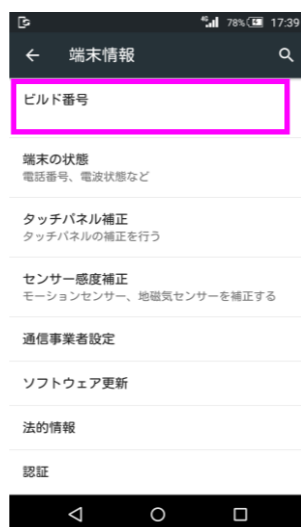 4G 78% 17:39
端末情報
ビルド番号
端末の状態
電話番号、電波状態など
タッチパネル補正
タッチパネルの補正を行う
センサー感度補正
モーションセンサー、地磁気センサーを補正する
通信事業者設定
ソフトウェア更新
法的情報
認証